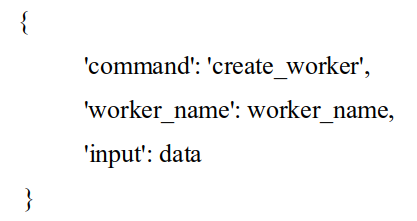 {
'command': 'create_worker',
'worker_name': worker_name,
'input': data
}